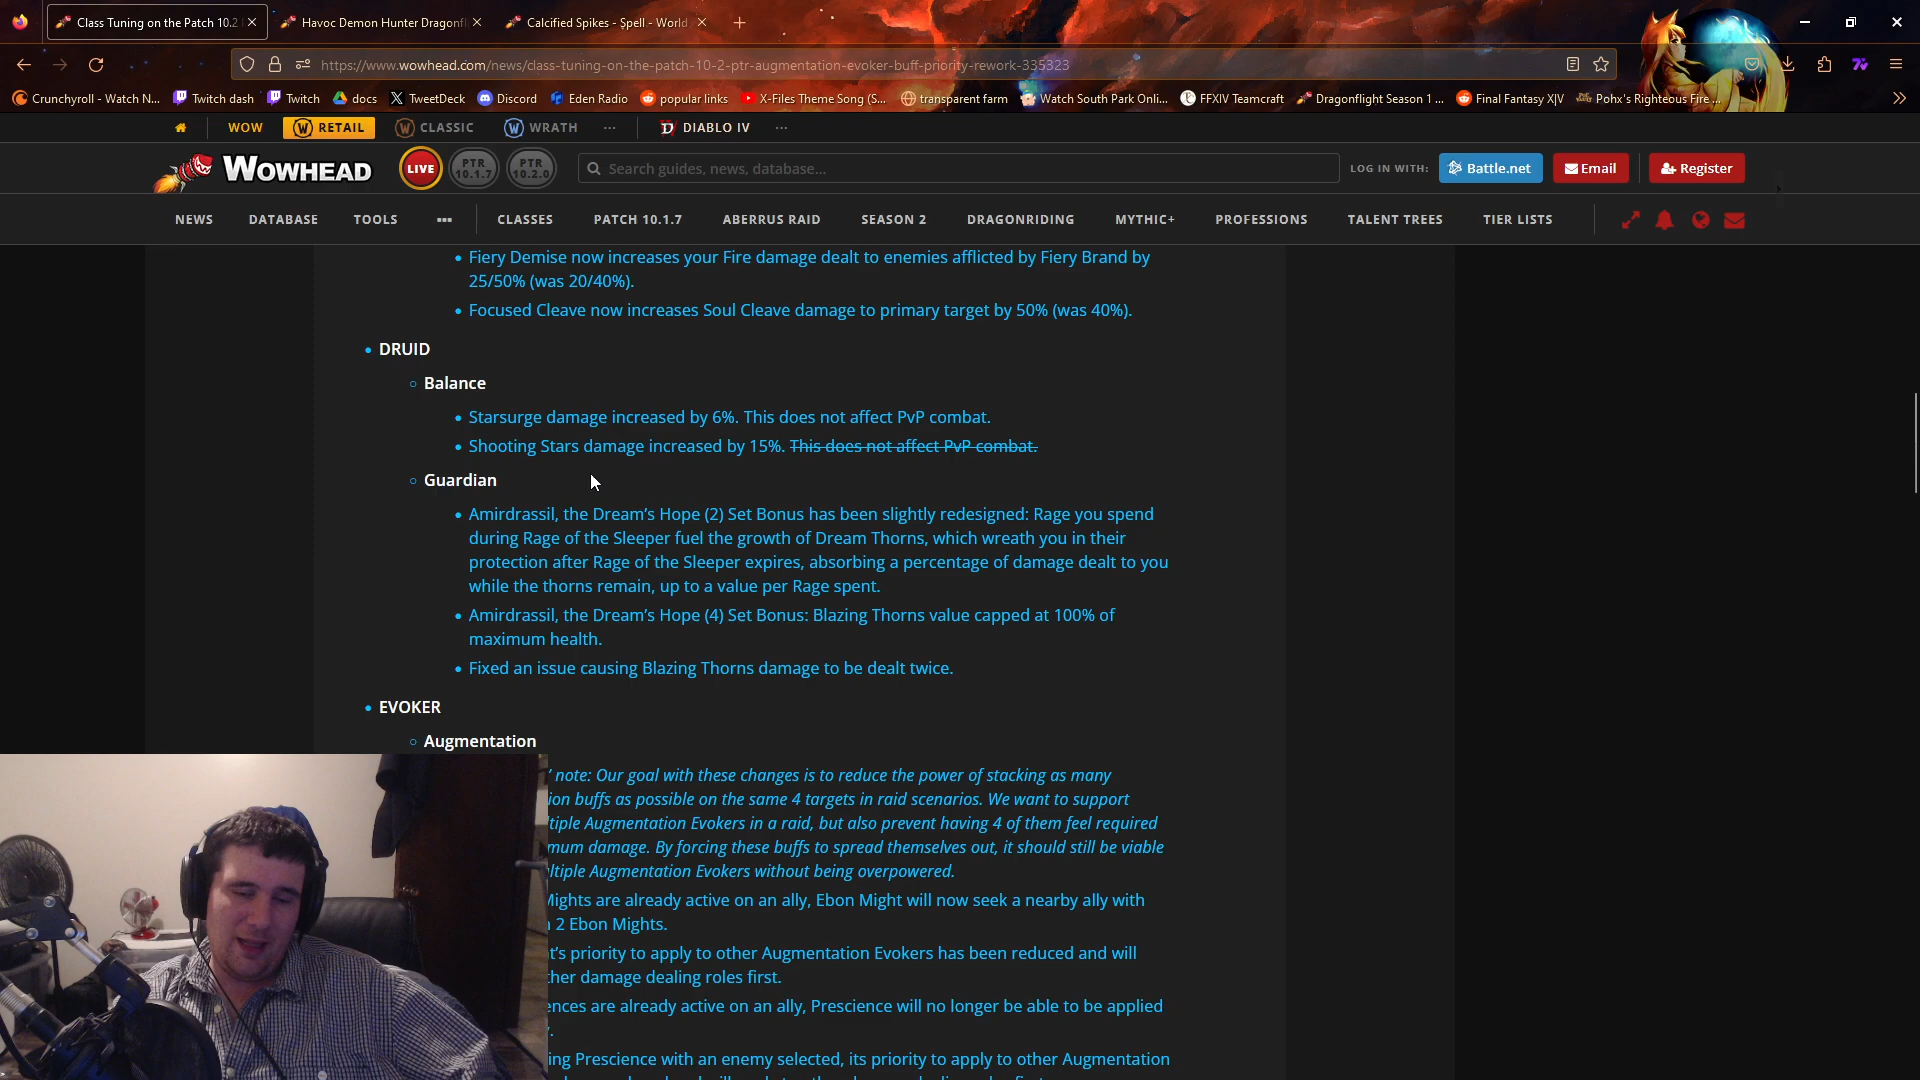 Class Tuning on the Patch 10.2
Havoc Demon Hunter Dragonfl
Calcified Spikes - Spell - World
https://www.wowhead.com/news/class-tuning-on-the-patch-10-2-ptr-augmentation-evoker-buff-priority-rework-335323
Crunchyroll - Watch N...
Twitch dash
Twitch
docs
TweetDeck
Discord
Eden Radio
popular links
X-Files Theme Song (S...
transparent farm
Watch South Park Onli...
FFXIV Teamcraft
Dragonflight Season 1 ...
Final Fantasy X|V
Pohx's Righteous Fire ...
WOW
RETAIL
CLASSIC
WRATH
DIABLO IV
WOWHEAD
LIVE
PTR 10.1.7
PTR 10.2.0
Search guides, news, database...
LOG IN WITH:
Battle.net
Email
Register
NEWS
DATABASE
TOOLS
CLASSES
PATCH 10.1.7
ABERRUS RAID
SEASON 2
DRAGONRIDING
MYTHIC+
PROFESSIONS
TALENT TREES
TIER LISTS
Fiery Demise now increases your Fire damage dealt to enemies afflicted by Fiery Brand by
25/50% (was 20/40%).
Focused Cleave now increases Soul Cleave damage to primary target by 50% (was 40%).
DRUID
Balance
Starsurge damage increased by 6%. This does not affect PvP combat.
Shooting Stars damage increased by 15%. This does not affect PvP combat.
Guardian
Amirdrassil, the Dream's Hope (2) Set Bonus has been slightly redesigned: Rage you spend
during Rage of the Sleeper fuel the growth of Dream Thorns, which wreath you in their
protection after Rage of the Sleeper expires, absorbing a percentage of damage dealt to you
while the thorns remain, up to a value per Rage spent.
Amirdrassil, the Dream's Hope (4) Set Bonus: Blazing Thorns value capped at 100% of
maximum health.
Fixed an issue causing Blazing Thorns damage to be dealt twice.
EVOKER
Augmentation
' note: Our goal with these changes is to reduce the power of stacking as many
ion buffs as possible on the same 4 targets in raid scenarios. We want to support
tiple Augmentation Evokers in a raid, but also prevent having 4 of them feel required
mum damage. By forcing these buffs to spread themselves out, it should still be viable
ltiple Augmentation Evokers without being overpowered.
Mights are already active on an ally, Ebon Might will now seek a nearby ally with
2 Ebon Mights.
t's priority to apply to other Augmentation Evokers has been reduced and will
her damage dealing roles first.
ences are already active on an ally, Prescience will no longer be able to be applied
ing Prescience with an enemy selected, its priority to apply to other Augmentation